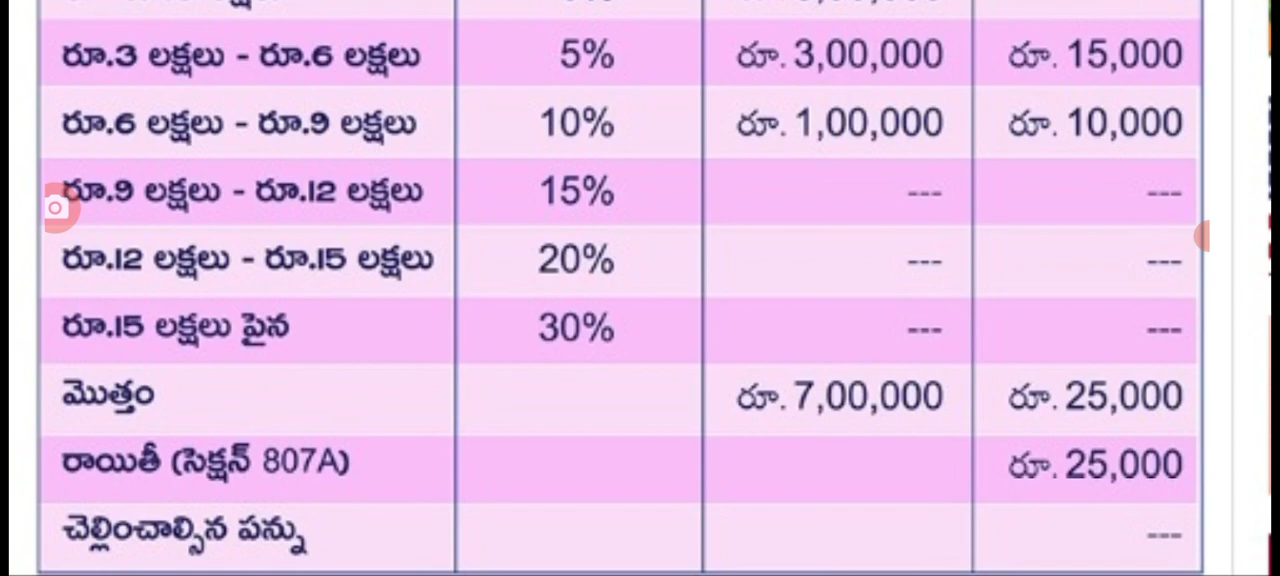 రూ.3 లక్షలు - రూ.6 లక్షలు 5% రూ. 3,00,000 రూ. 15,000
రూ.6 లక్షలు - రూ.9 లక్షలు 10% రూ. 1,00,000 రూ. 10,000
రూ.9 లక్షలు - రూ.12 లక్షలు 15% --- ---
రూ.12 లక్షలు - రూ.15 లక్షలు 20% --- ---
రూ.15 లక్షలు పైన 30% --- ---
మొత్తం రూ. 7,00,000 రూ. 25,000
రాయితీ (సెక్షన్ 807A) రూ. 25,000
చెల్లించాల్సిన పన్ను ---